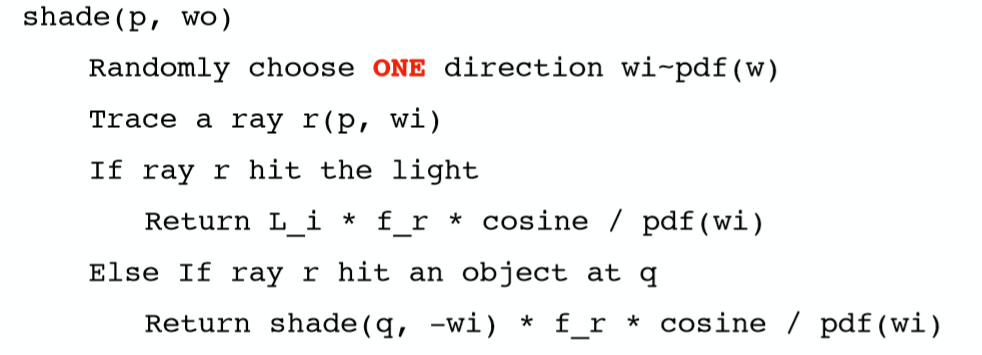 shade(p, wo)
Randomly choose ONE direction wi~pdf(w)
Trace a ray r(p, wi)
If ray r hit the light
Return L_i * f_r * cosine / pdf(wi)
Else If ray r hit an object at q
Return shade(q, -wi) * f_r * cosine / pdf(wi)